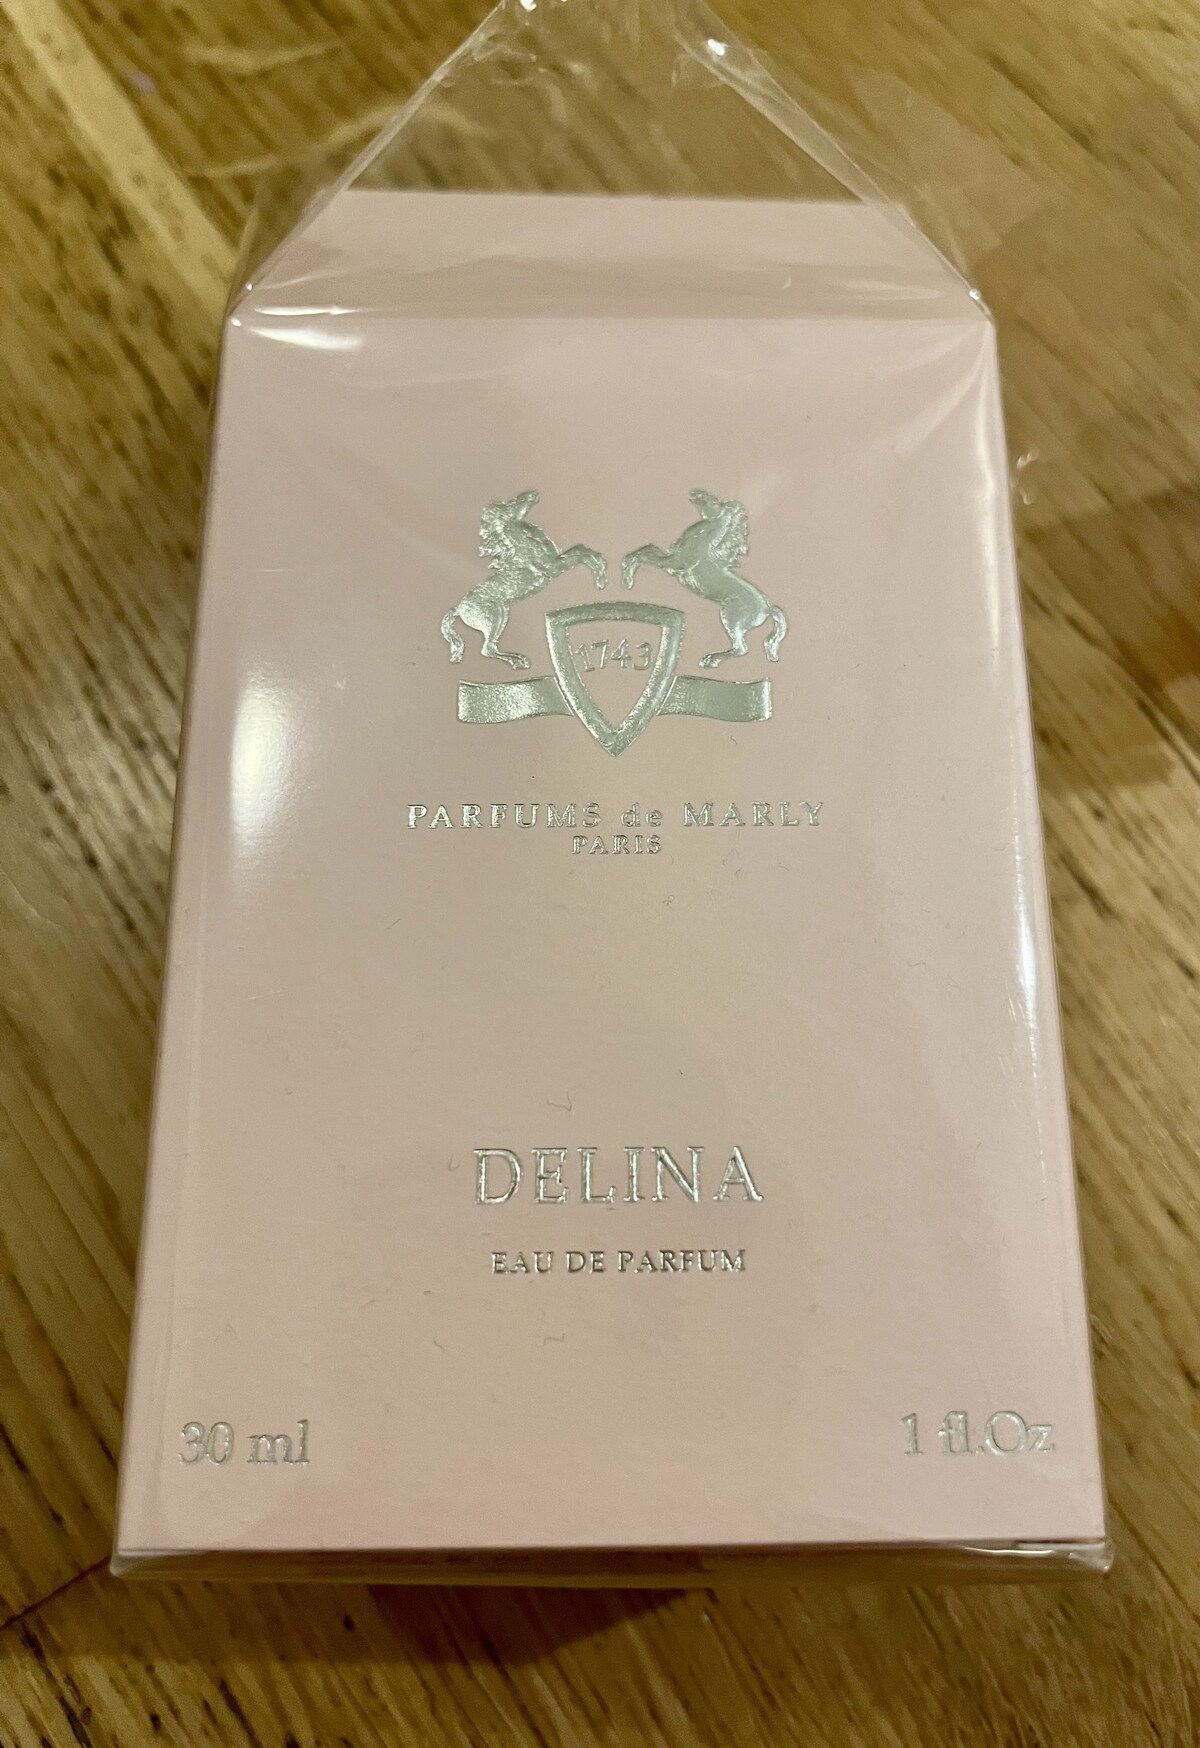 1743
PARFUMS de MARLY
PARIS
DELINA
EAU DE PARFUM
30 ml
1 fl.Oz